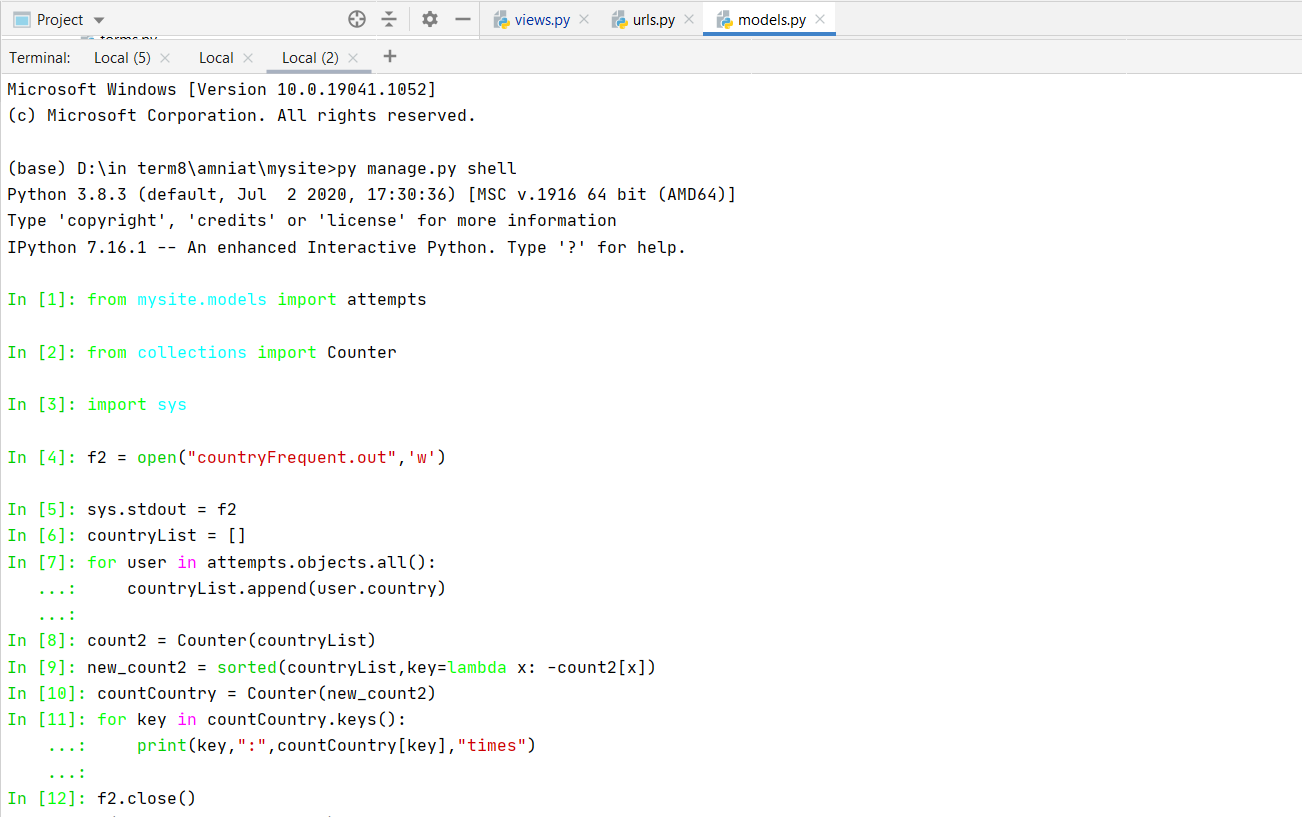 Project
views.py
urls.py
models.py
forms.py
Terminal: Local (5) Local Local (2) +
Microsoft Windows [Version 10.0.19041.1052]
(c) Microsoft Corporation. All rights reserved.
(base) D:\in term8\amniat\mysite>py manage.py shell
Python 3.8.3 (default, Jul  2 2020, 17:30:36) [MSC v.1916 64 bit (AMD64)]
Type 'copyright', 'credits' or 'license' for more information
IPython 7.16.1 -- An enhanced Interactive Python. Type '?' for help.
In [1]: from mysite.models import attempts
In [2]: from collections import Counter
In [3]: import sys
In [4]: f2 = open("countryFrequent.out",'w')
In [5]: sys.stdout = f2
In [6]: countryList = []
In [7]: for user in attempts.objects.all():
   ...:     countryList.append(user.country)
   ...:
In [8]: count2 = Counter(countryList)
In [9]: new_count2 = sorted(countryList,key=lambda x: -count2[x])
In [10]: countCountry = Counter(new_count2)
In [11]: for key in countCountry.keys():
    ...:     print(key,":",countCountry[key],"times")
    ...:
In [12]: f2.close()